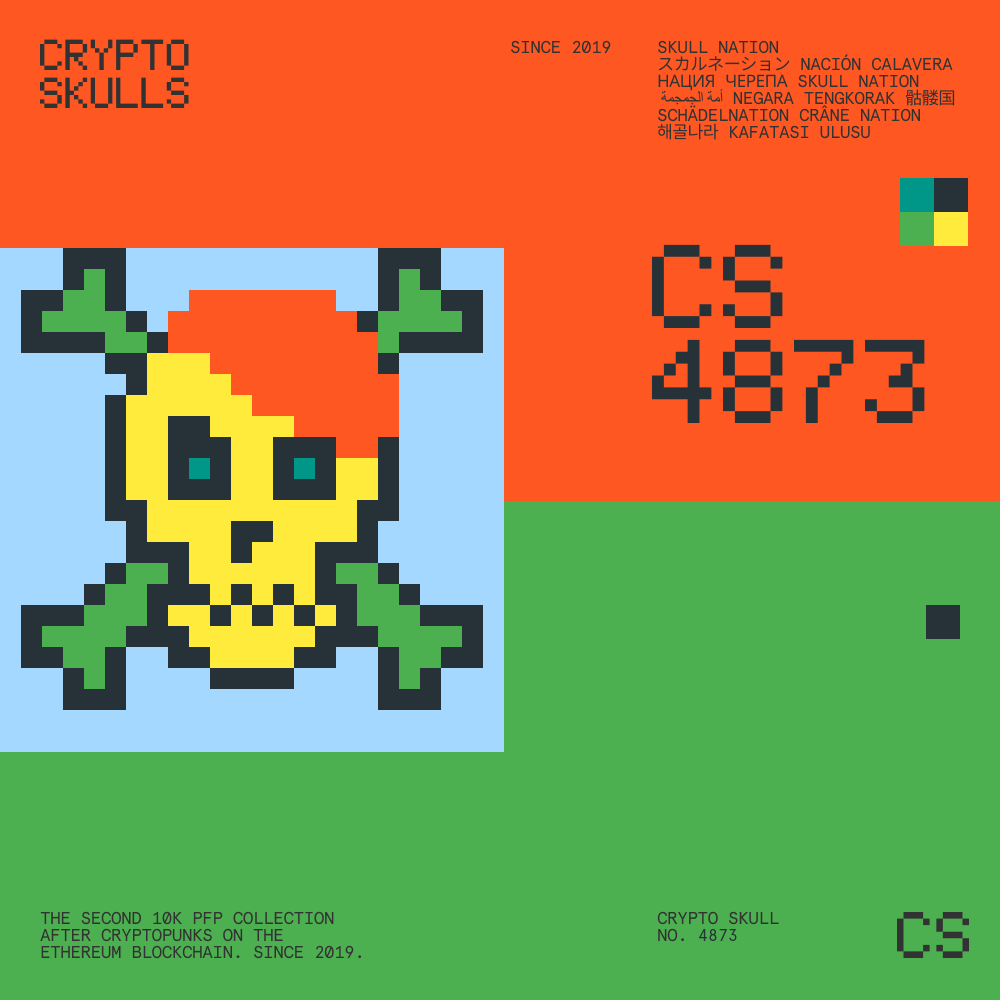 CRYPTO
SKULLS
SINCE 2019
SKULL NATION
スカルネーション NACIÓN CALAVERA
НАЦИЯ ЧЕРЕПА SKULL NATION
أمة الجمجمة NEGARA TENGKORAK 骷髅国
SCHÄDELNATION CRÂNE NATION
해골나라 KAFATASI ULUSU
CS
4873
THE SECOND 10K PFP COLLECTION
AFTER CRYPTOPUNKS ON THE
ETHEREUM BLOCKCHAIN. SINCE 2019.
CRYPTO SKULL
NO. 4873
CS